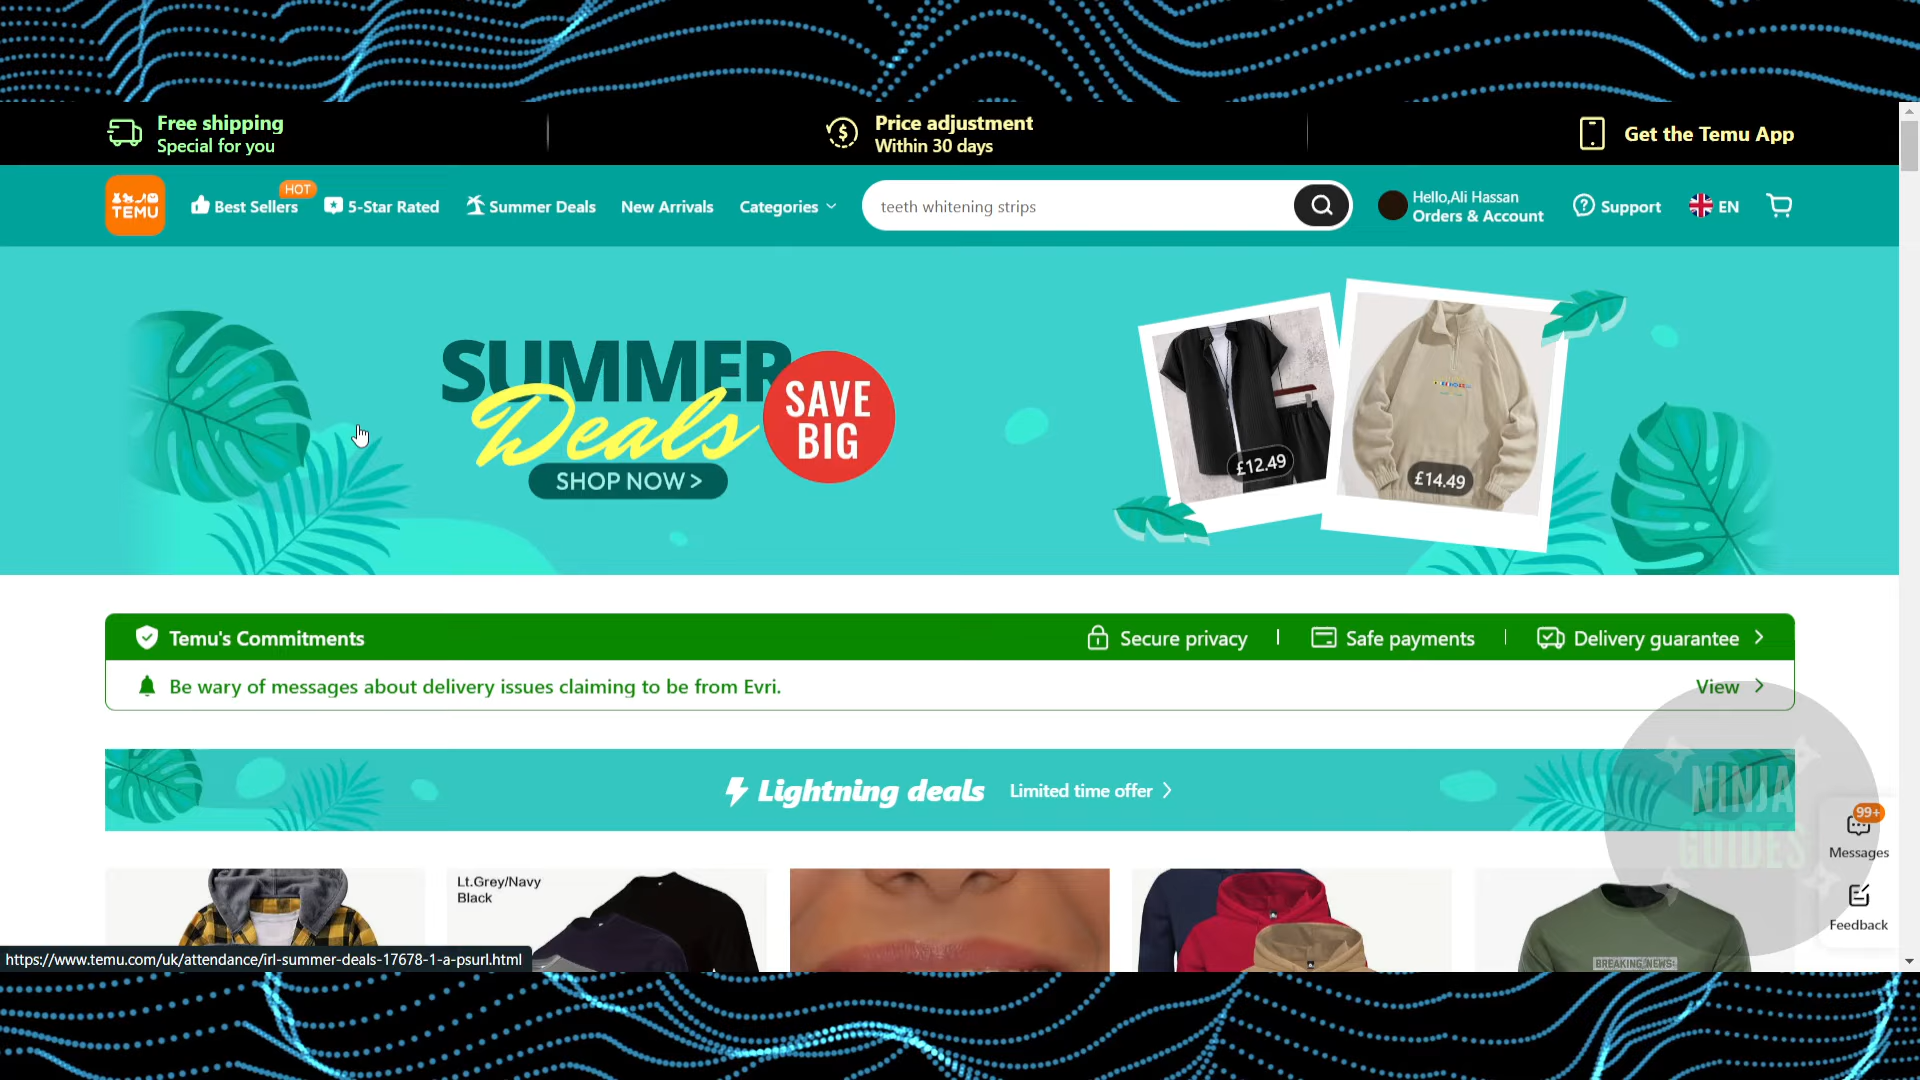 Free shipping
Special for you
Price adjustment
Within 30 days
Get the Temu App
TEMU
Best Sellers
HOT
5-Star Rated
Summer Deals
New Arrivals
Categories
teeth whitening strips
Hello,Ali Hassan
Orders & Account
Support
EN
SUMMER
Deals
SAVE
BIG
SHOP NOW >
£12.49
£14.49
Temu's Commitments
Secure privacy
Safe payments
Delivery guarantee
Be wary of messages about delivery issues claiming to be from Evri.
View
Lightning deals
Limited time offer
NINJA
GUIDES
99+
Messages
Feedback
Lt.Grey/Navy
Black
BREAKING NEWS:
https://www.temu.com/uk/attendance/irl-summer-deals-17678-1-a-psurl.html